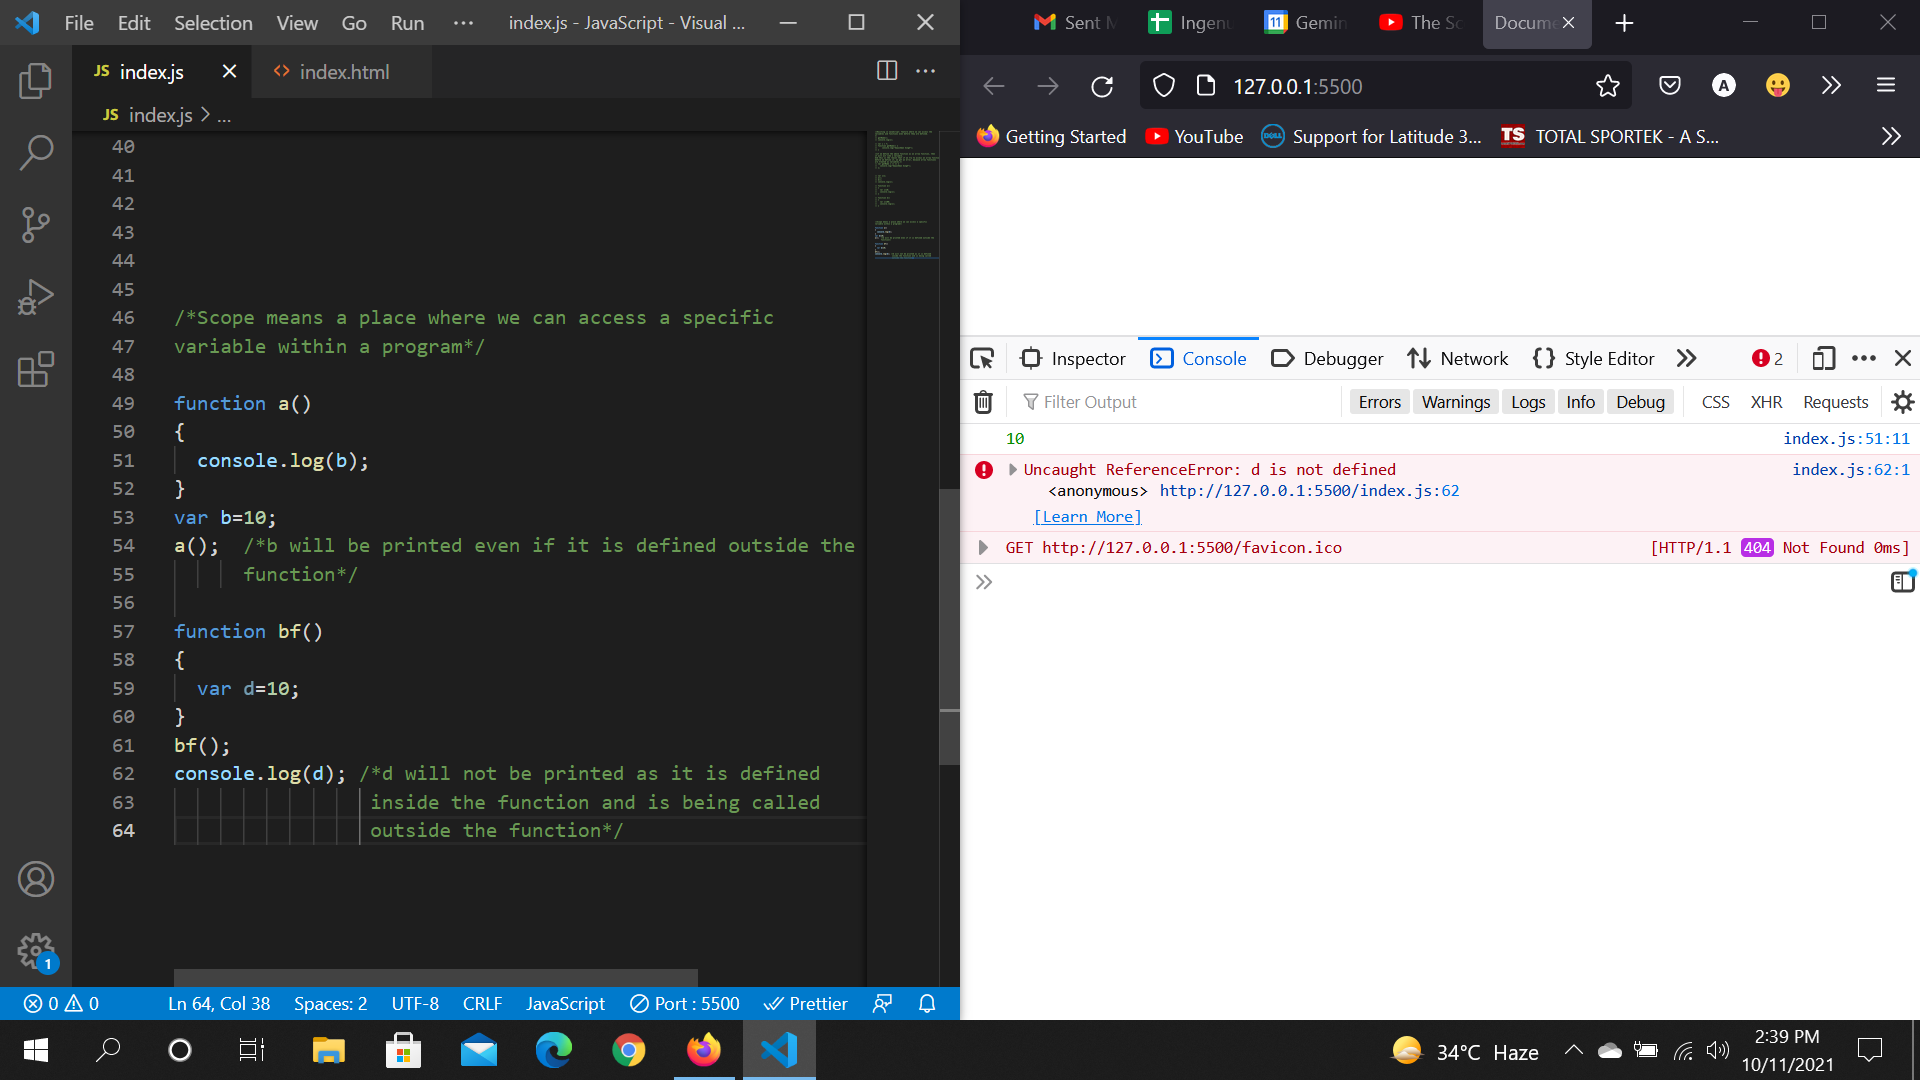 File Edit Selection View Go Run ··· index.js - JavaScript - Visual ...
JS index.js
<> index.html
JS index.js > ...
40
41
42
43
44
45
46 /*Scope means a place where we can access a specific
47 variable within a program*/
48
49 function a()
50 {
51 console.log(b);
52 }
53 var b=10;
54 a(); /*b will be printed even if it is defined outside the
55 function*/
56
57 function bf()
58 {
59 var d=10;
60 }
61 bf();
62 console.log(d); /*d will not be printed as it is defined
63 inside the function and is being called
64 outside the function*/
1
0 0 Ln 64, Col 38 Spaces: 2 UTF-8 CRLF JavaScript Port : 5500 Prettier
Sent Ingen 11 Gemin The Sc Docume
127.0.0.1:5500 A
Getting Started YouTube DELL Support for Latitude 3... TS TOTAL SPORTEK - A S...
Inspector Console Debugger Network {} Style Editor 2
Filter Output Errors Warnings Logs Info Debug CSS XHR Requests
10 index.js:51:11
Uncaught ReferenceError: d is not defined index.js:62:1
<anonymous> http://127.0.0.1:5500/index.js:62
[Learn More]
GET http://127.0.0.1:5500/favicon.ico [HTTP/1.1 404 Not Found 0ms]
34°C Haze
2:39 PM
10/11/2021